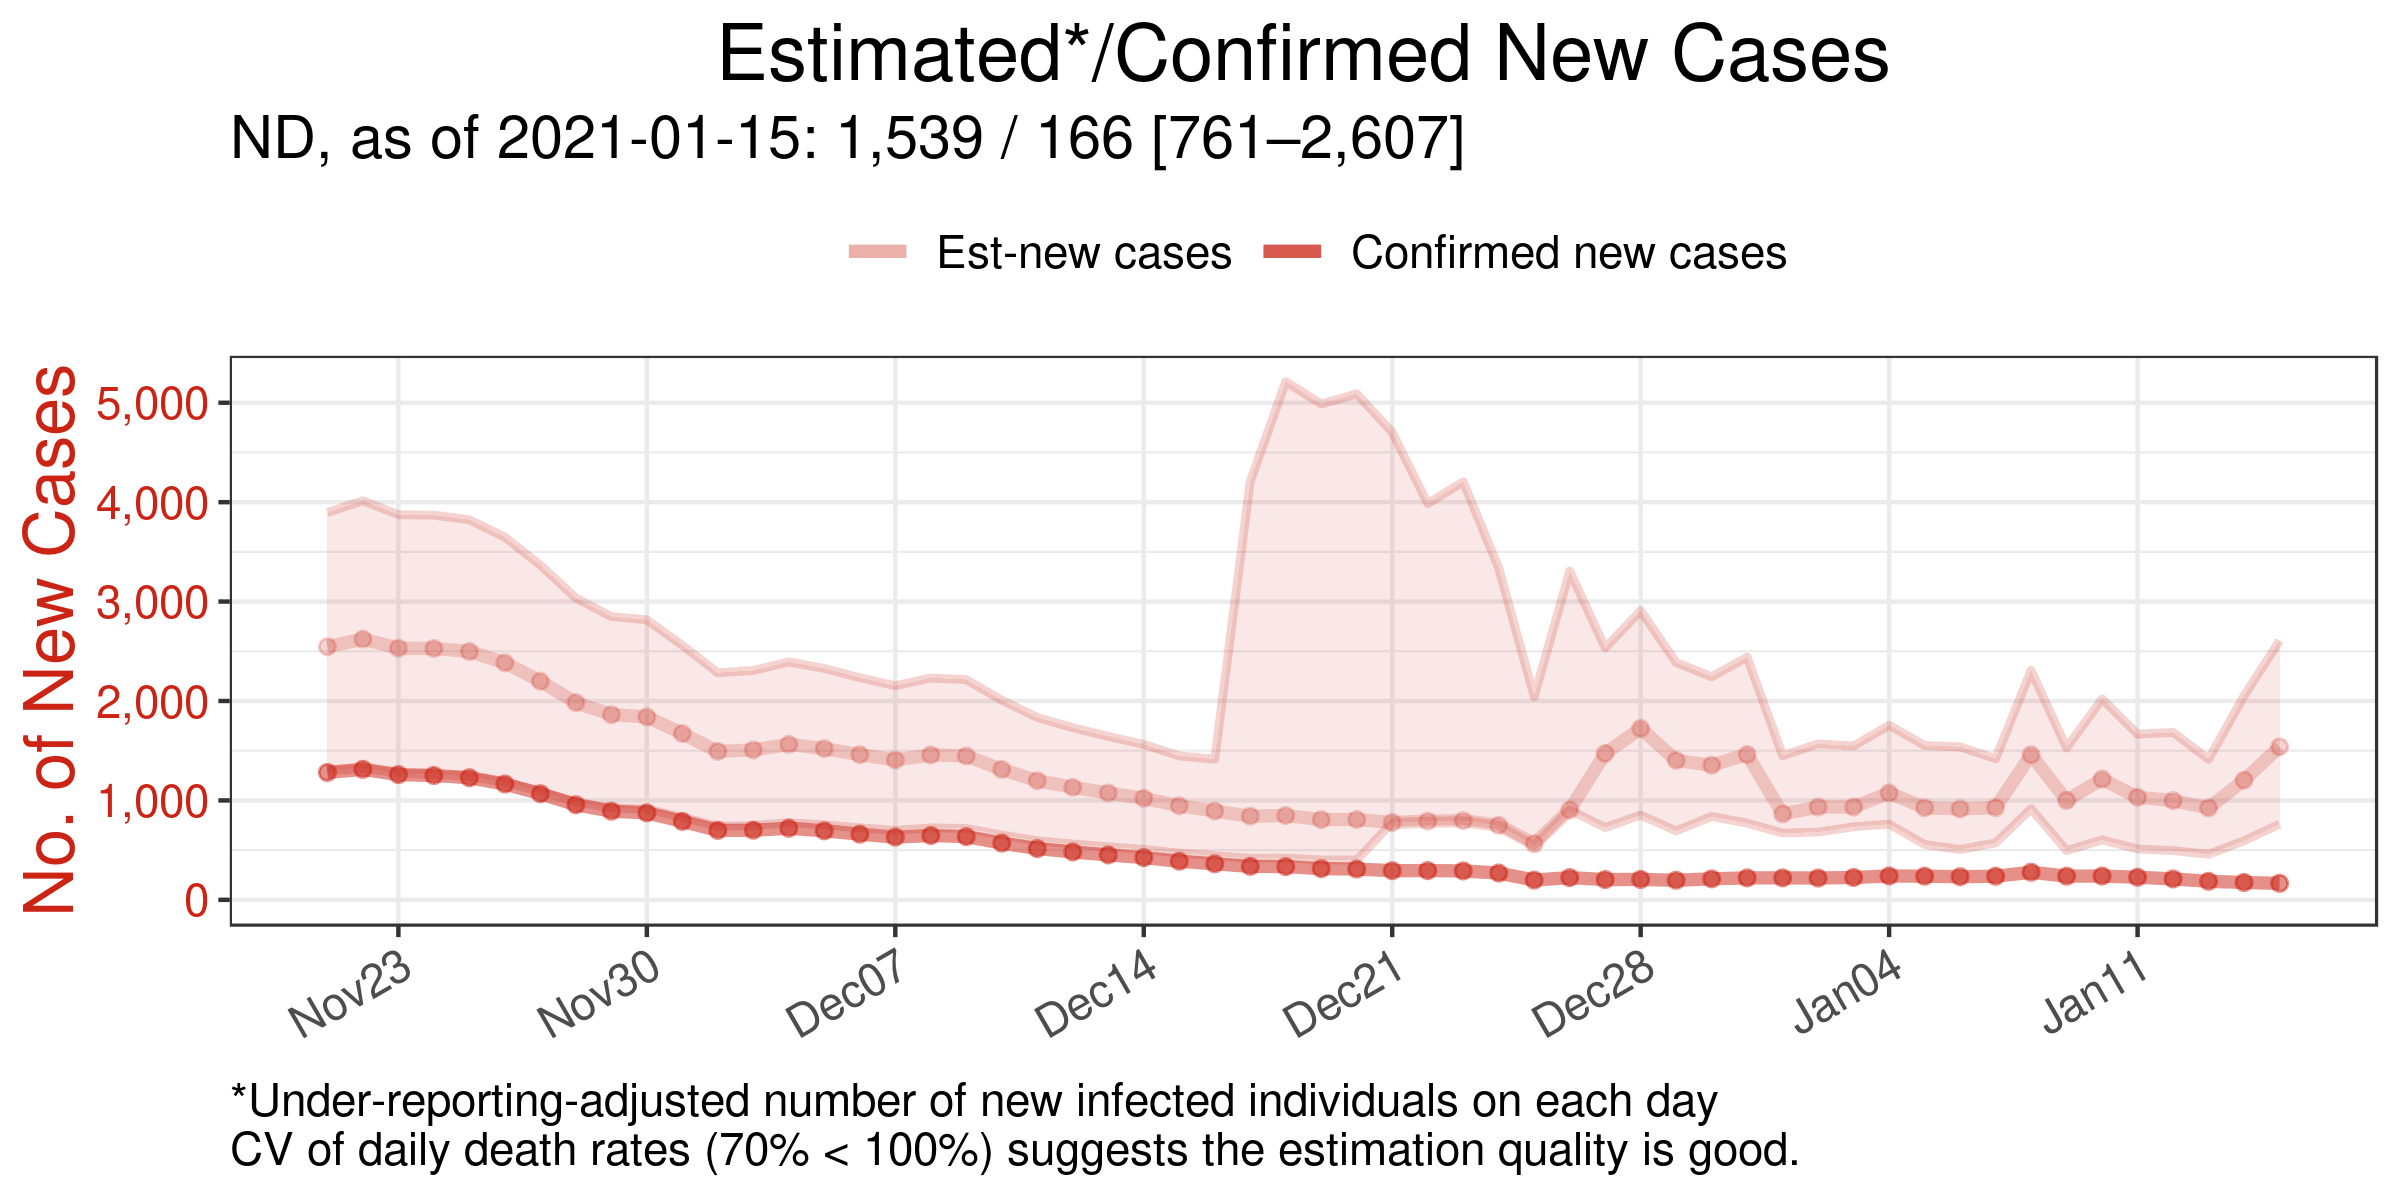 Estimated*/Confirmed New Cases
ND, as of 2021-01-15: 1,539 / 166 [761–2,607]
Est-new cases
Confirmed new cases
No. of New Cases
5,000
4,000
3,000
2,000
1,000
0
Nov23
Nov30
Dec07
Dec14
Dec21
Dec28
Jan04
Jan11
*Under-reporting-adjusted number of new infected individuals on each day
CV of daily death rates (70% < 100%) suggests the estimation quality is good.